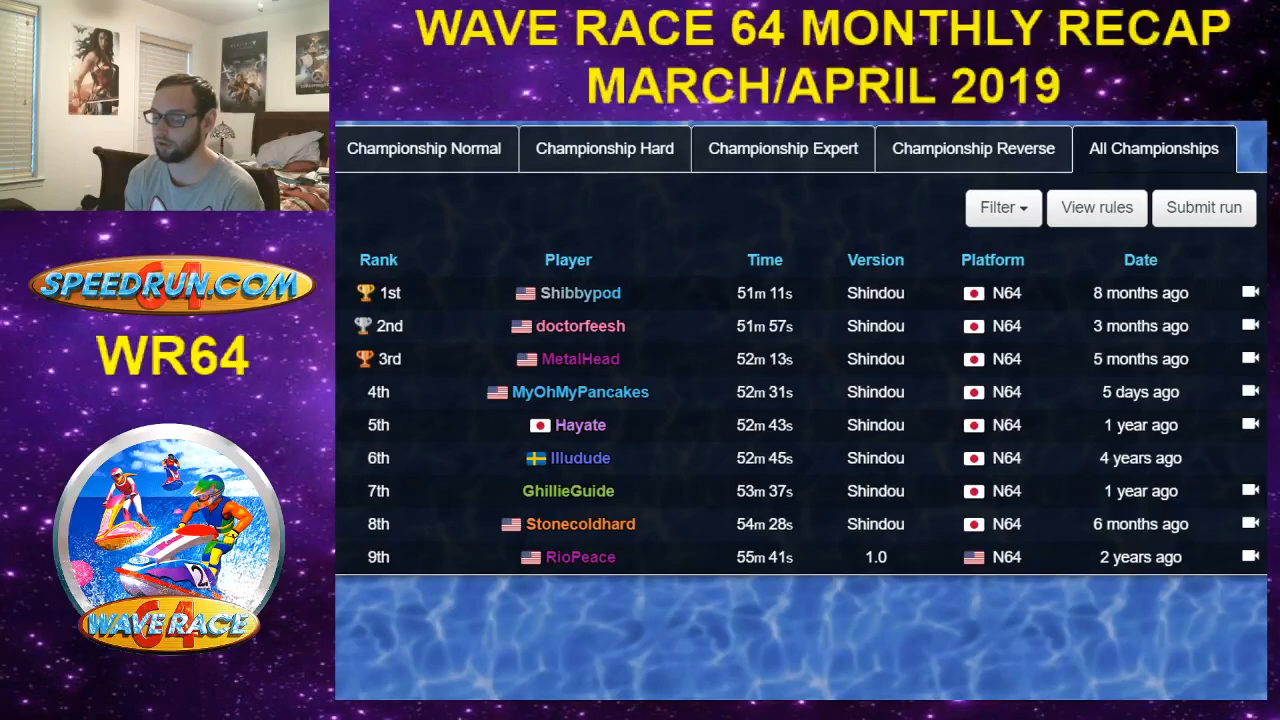 WAVE RACE 64 MONTHLY RECAP
MARCH/APRIL 2019
Championship Normal Championship Hard Championship Expert Championship Reverse All Championships
Filter View rules Submit run
Rank Player Time Version Platform Date
1st Shibbypod 51m 11s Shindou N64 8 months ago
2nd doctorfeesh 51m 57s Shindou N64 3 months ago
3rd MetalHead 52m 13s Shindou N64 5 months ago
4th MyOhMyPancakes 52m 31s Shindou N64 5 days ago
5th Hayate 52m 43s Shindou N64 1 year ago
6th Illudude 52m 45s Shindou N64 4 years ago
7th GhillieGuide 53m 37s Shindou N64 1 year ago
8th Stonecoldhard 54m 28s Shindou N64 6 months ago
9th RioPeace 55m 41s 1.0 N64 2 years ago
64
SPEEDRUN.COM
WR64
2
64
WAVE RACE